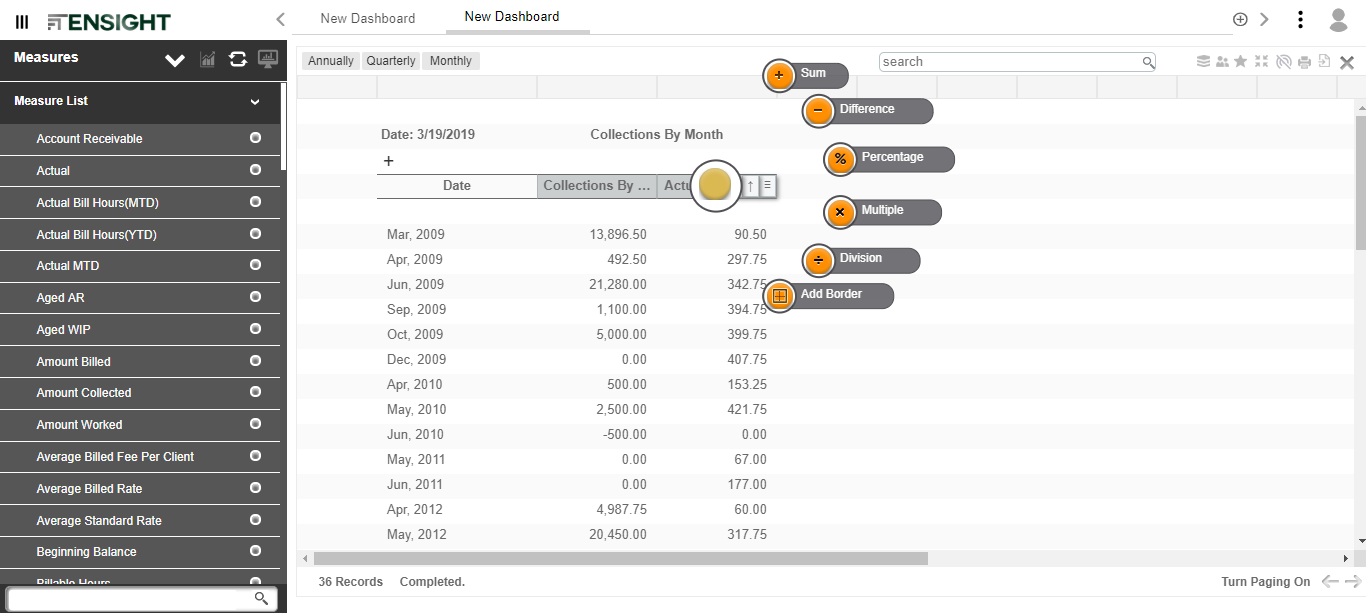 TENSIGHT
New Dashboard
New Dashboard
Measures
Measure List
Account Receivable
Actual
Actual Bill Hours(MTD)
Actual Bill Hours(YTD)
Actual MTD
Aged AR
Aged WIP
Amount Billed
Amount Collected
Amount Worked
Average Billed Fee Per Client
Average Billed Rate
Average Standard Rate
Beginning Balance
Billable Hours
Annually Quarterly Monthly
search
+ Sum
− Difference
% Percentage
× Multiple
÷ Division
Add Border
Date: 3/19/2019 Collections By Month
+
Date Collections By ... Actu ↑
Mar, 2009 13,896.50 90.50
Apr, 2009 492.50 297.75
Jun, 2009 21,280.00 342.75
Sep, 2009 1,100.00 394.75
Oct, 2009 5,000.00 399.75
Dec, 2009 0.00 407.75
Apr, 2010 500.00 153.25
May, 2010 2,500.00 421.75
Jun, 2010 -500.00 0.00
May, 2011 0.00 67.00
Jun, 2011 0.00 177.00
Apr, 2012 4,987.75 60.00
May, 2012 20,450.00 317.75
36 Records Completed.
Turn Paging On